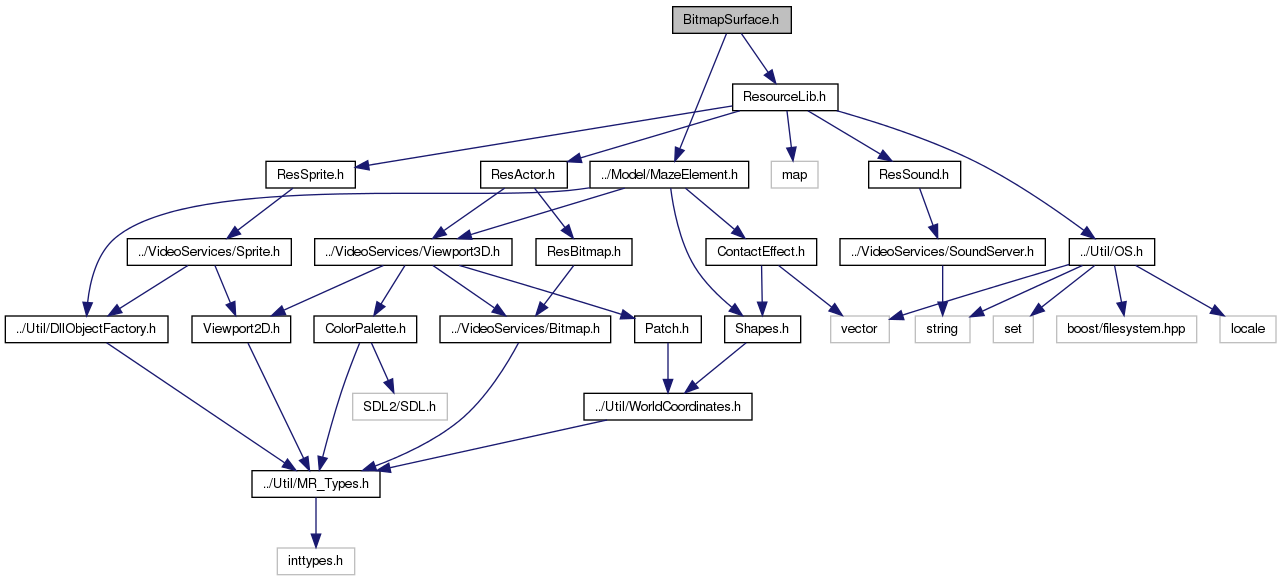 BitmapSurface.h
ResourceLib.h
ResSprite.h
ResActor.h
../Model/MazeElement.h
map
ResSound.h
../VideoServices/Sprite.h
../VideoServices/Viewport3D.h
ResBitmap.h
ContactEffect.h
../VideoServices/SoundServer.h
../Util/OS.h
../Util/DllObjectFactory.h
Viewport2D.h
ColorPalette.h
../VideoServices/Bitmap.h
Patch.h
Shapes.h
vector
string
set
boost/filesystem.hpp
locale
SDL2/SDL.h
../Util/WorldCoordinates.h
../Util/MR_Types.h
inttypes.h